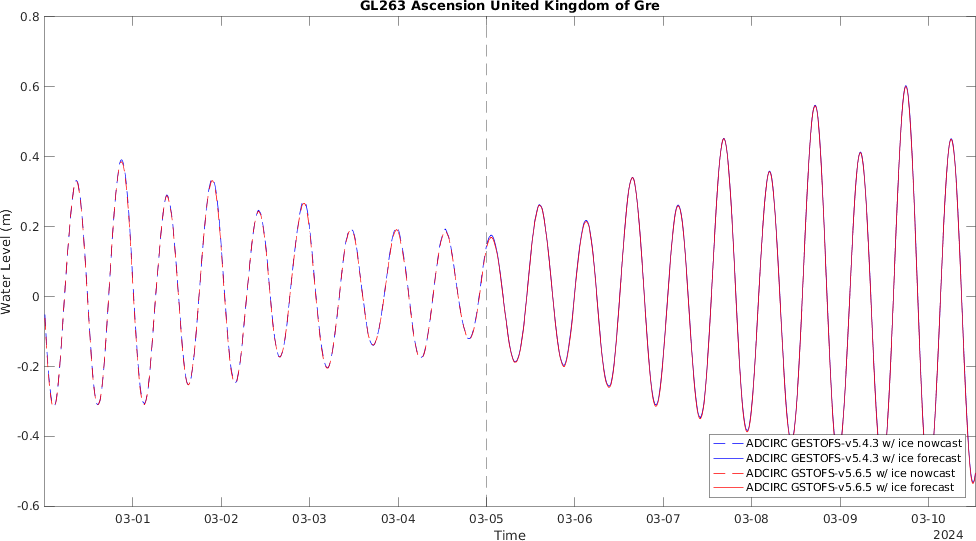 GL263 Ascension United Kingdom of Gre
Water Level (m)
0.8
0.6
0.4
0.2
0
-0.2
-0.4
-0.6
ADCIRC GESTOFS-v5.4.3 w/ ice nowcast
ADCIRC GESTOFS-v5.4.3 w/ ice forecast
ADCIRC GSTOFS-v5.6.5 w/ ice nowcast
ADCIRC GSTOFS-v5.6.5 w/ ice forecast
03-01 03-02 03-03 03-04 03-05 03-06 03-07 03-08 03-09 03-10
Time
2024